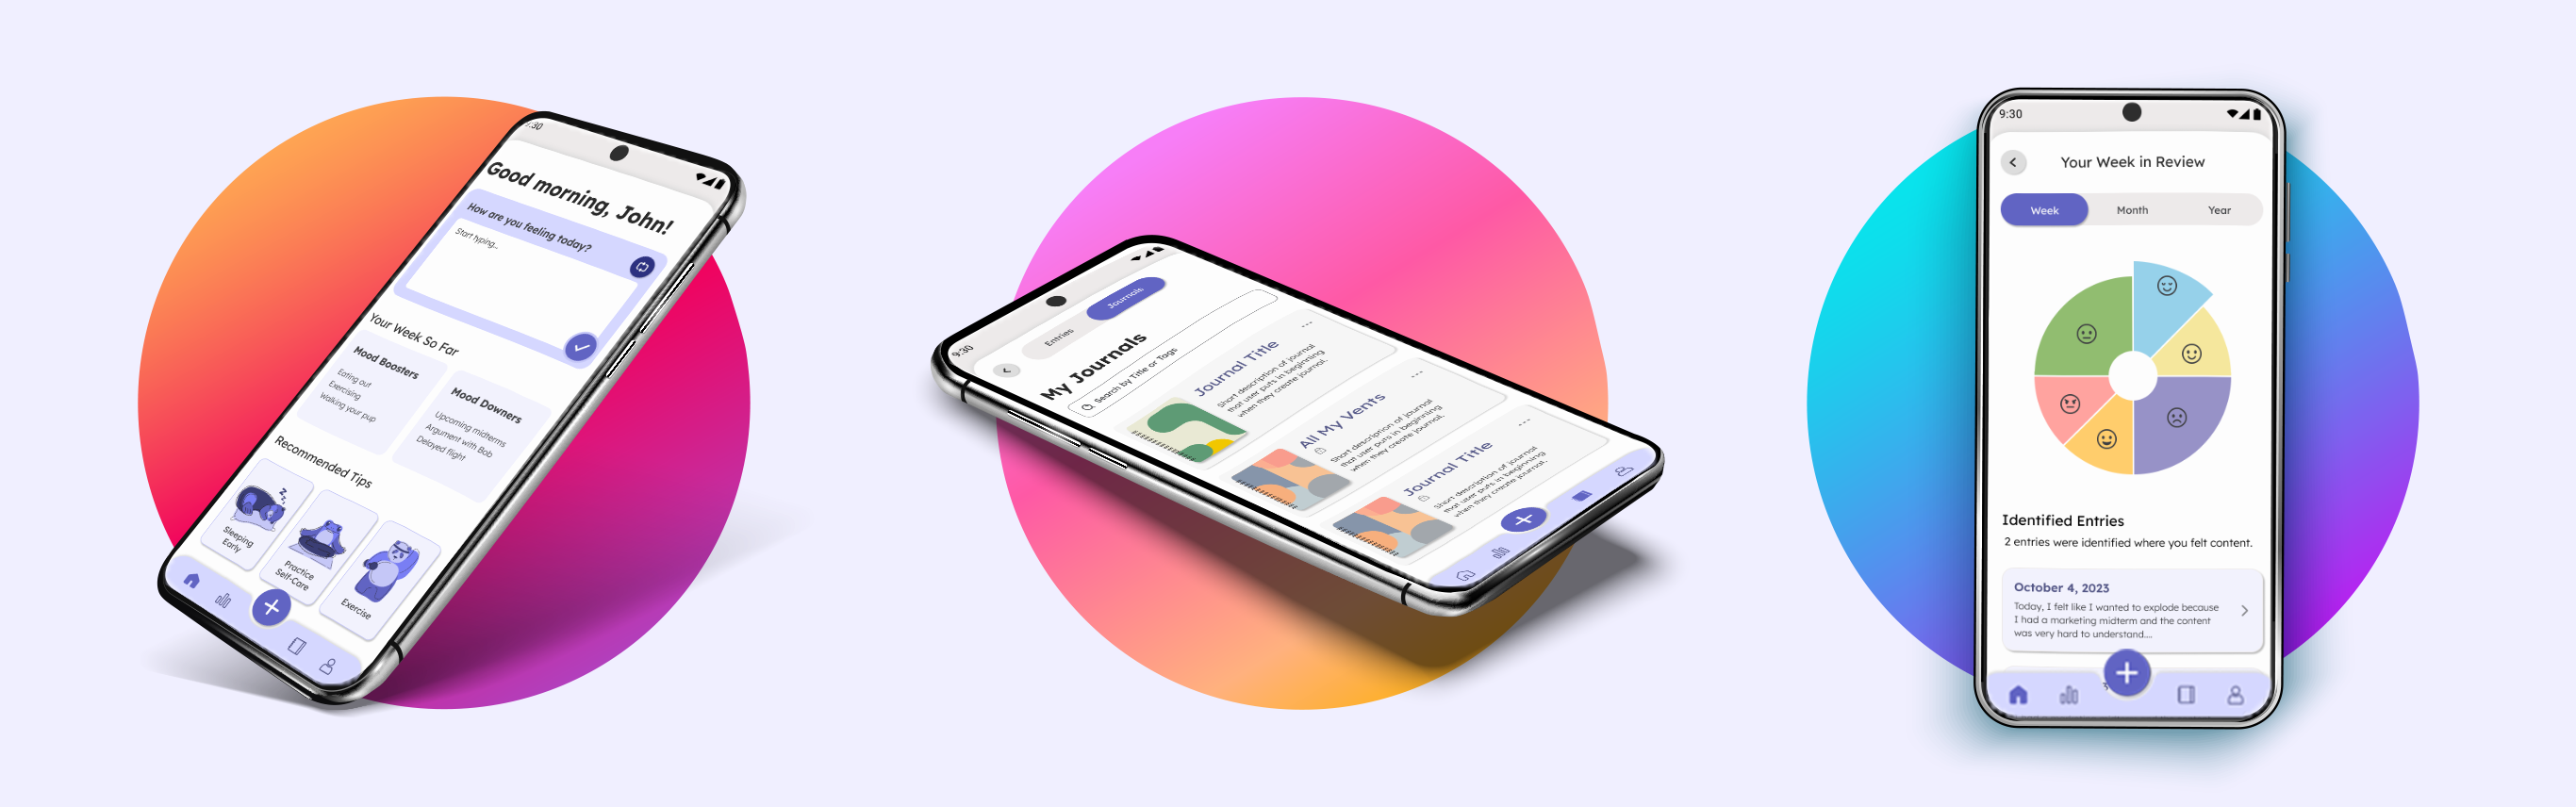 :30
Good morning, John!
How are you feeling today?
Start typing...
Your Week So Far
Mood Boosters
Eating out
Exercising
Walking your pup
Mood Downers
Upcoming midterms
Argument with Bob
Delayed flight
Recommended Tips
z
z
z
Sleeping
Early
Practice
Self-Care
Exercise
9:30
Entries
Journals
My Journals
Search by Title or Tags
Journal Title
Short description of journal
that user puts in beginning
when they create journal.
All My Vents
Short description of journal
that user puts in beginning
when they create journal.
Journal Title
Short description of journal
that user puts in beginning
when they create journal.
9:30
Your Week in Review
Week
Month
Year
Identified Entries
2 entries were identified where you felt content.
October 4, 2023
Today, I felt like I wanted to explode because
I had a marketing midterm and the content
was very hard to understand....